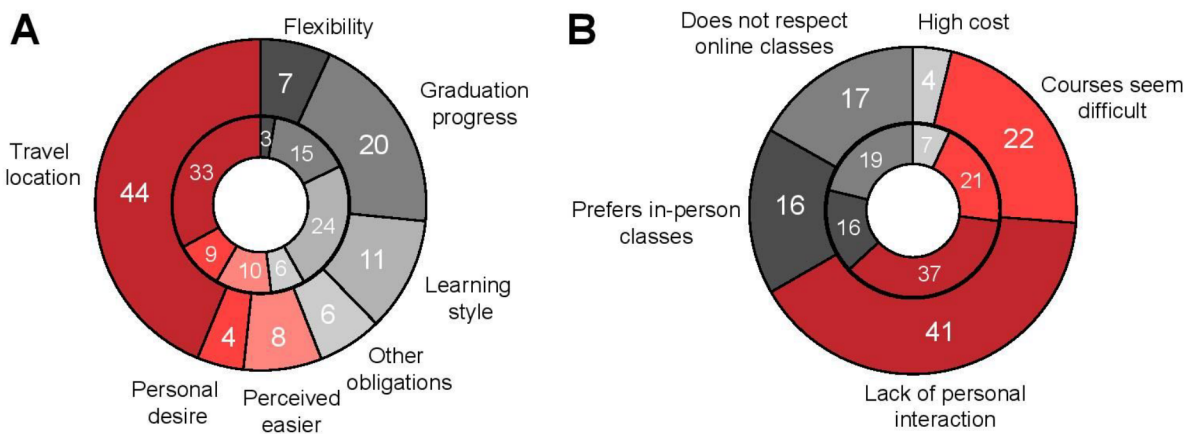 A
Flexibility
7
Graduation
progress
20
3
15
Travel
location
44
33
24
9
10
6
11
Learning
style
4
8
6
Other
obligations
Personal
desire
Perceived
easier
B
Does not respect
online classes
High cost
4
Courses seem
difficult
17
22
7
19
21
Prefers in-person
classes
16
16
37
41
Lack of personal
interaction